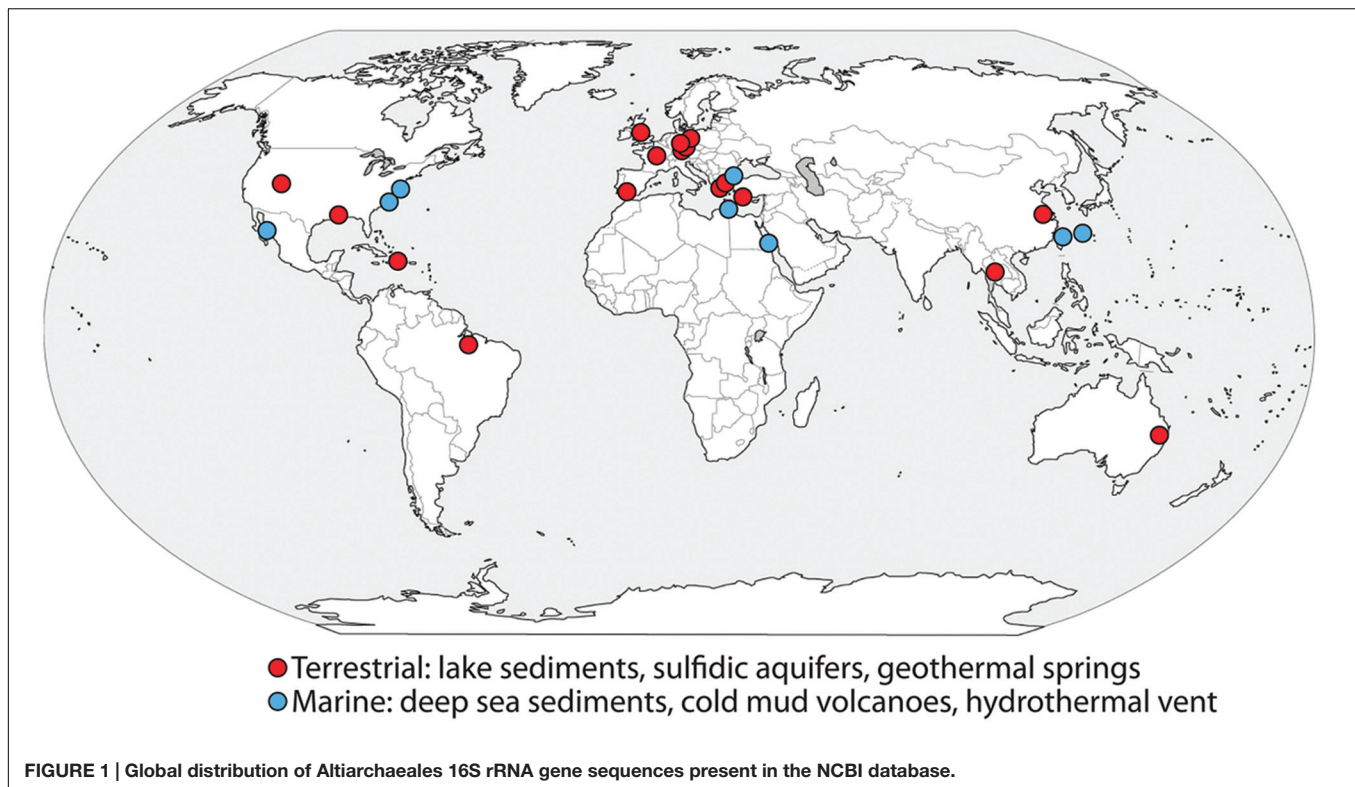 Terrestrial: lake sediments, sulfidic aquifers, geothermal springs
Marine: deep sea sediments, cold mud volcanoes, hydrothermal vent
FIGURE 1 | Global distribution of Altiarchaeales 16S rRNA gene sequences present in the NCBI database.